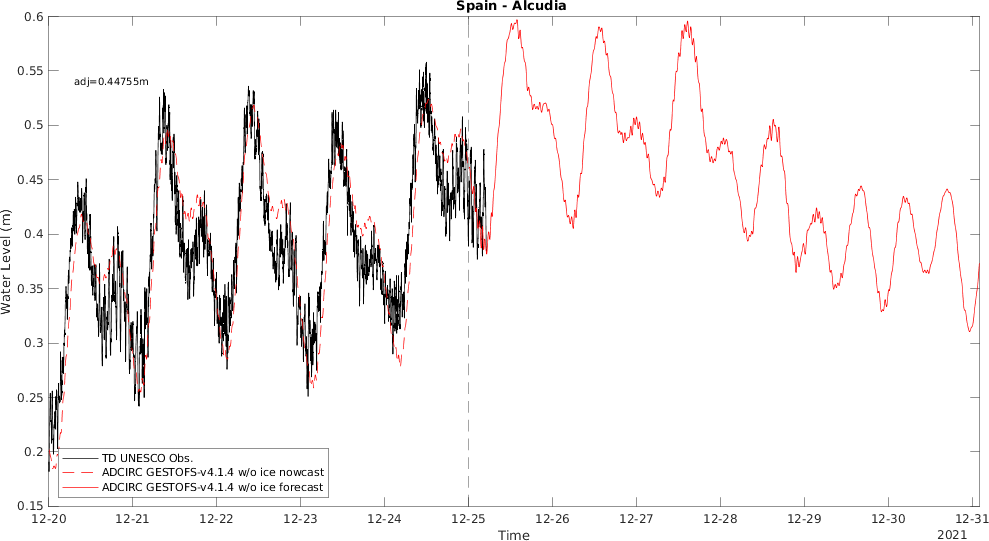 Spain - Alcudia
adj=0.44755m
Water Level (m)
0.6
0.55
0.5
0.45
0.4
0.35
0.3
0.25
0.2
0.15
TD UNESCO Obs.
ADCIRC GESTOFS-v4.1.4 w/o ice nowcast
ADCIRC GESTOFS-v4.1.4 w/o ice forecast
12-20 12-21 12-22 12-23 12-24 12-25 12-26 12-27 12-28 12-29 12-30 12-31
Time
2021